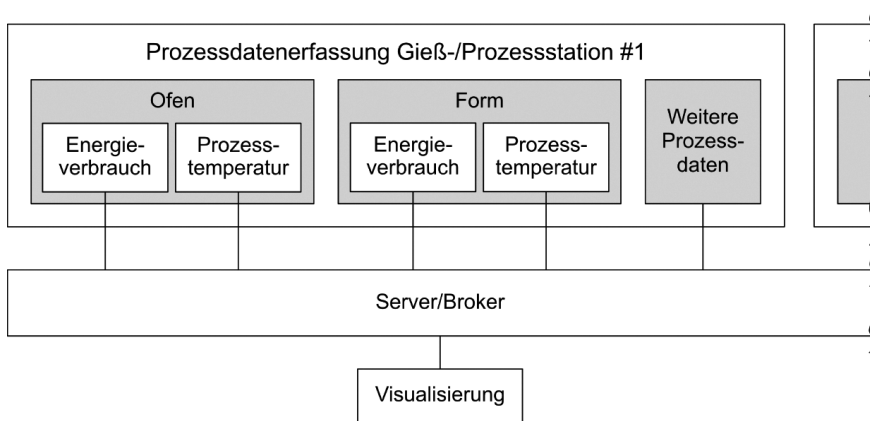 Prozessdatenerfassung Gieß-/Prozessstation #1
Ofen
Energie-
verbrauch
Prozess-
temperatur
Form
Energie-
verbrauch
Prozess-
temperatur
Weitere
Prozess-
daten
Server/Broker
Visualisierung